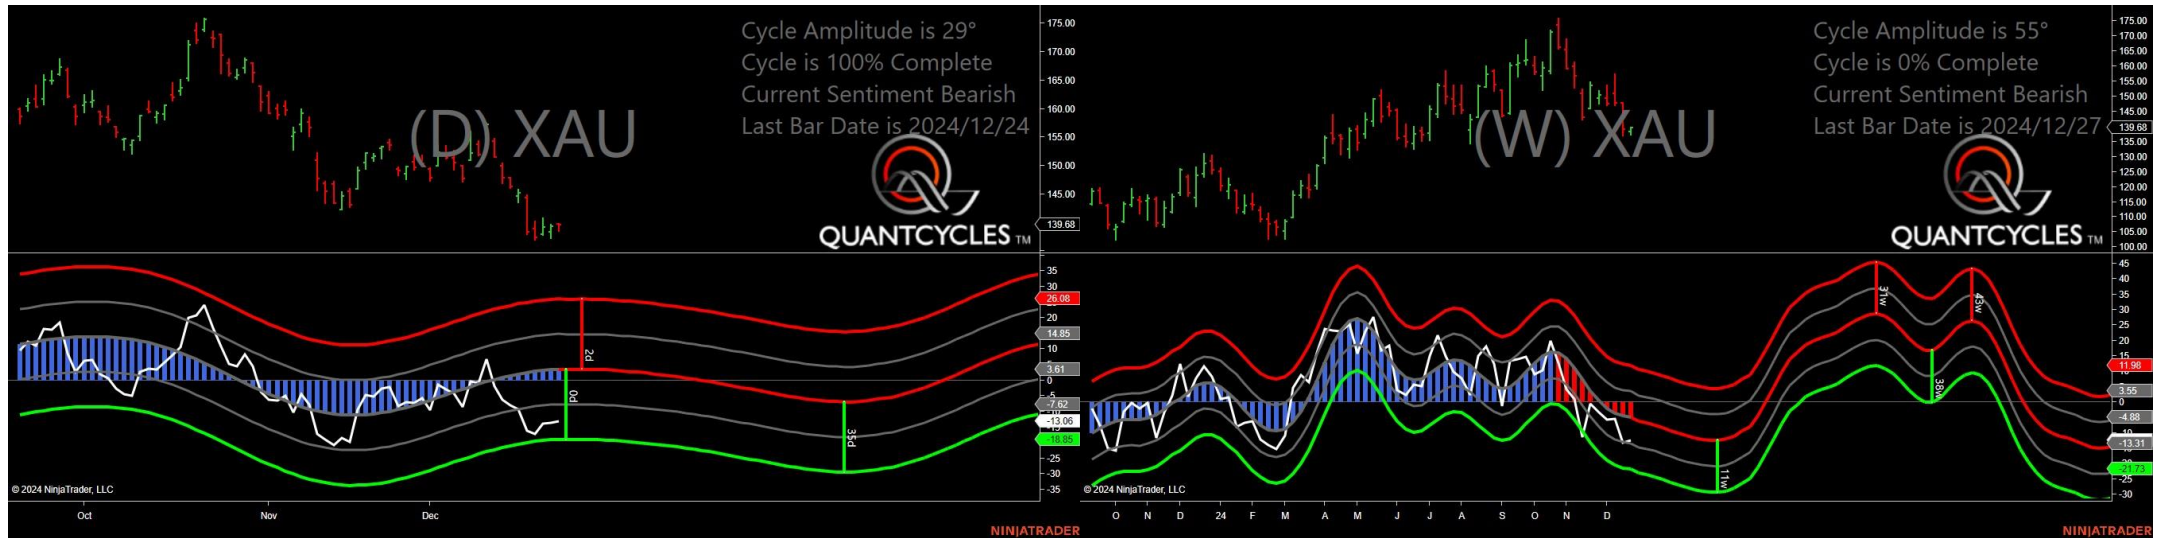 Cycle Amplitude is 29°
Cycle is 100% Complete
Current Sentiment Bearish
Last Bar Date is 2024/12/24
(D) XAU
QUANTCYCLES TM
175.00
170.00
165.00
160.00
155.00
150.00
145.00
139.68
35
30
26.08
20
14.85
10
3.61
0
-5
-7.62
-13.06
-18.85
-25
-30
-35
2d
0d
35d
© 2024 NinjaTrader, LLC
Oct Nov Dec
NINJATRADER
Cycle Amplitude is 55°
Cycle is 0% Complete
Current Sentiment Bearish
Last Bar Date is 2024/12/27
(W) XAU
QUANTCYCLES TM
175.00
170.00
165.00
160.00
155.00
150.00
145.00
139.68
135.00
130.00
125.00
120.00
115.00
110.00
105.00
100.00
45
40
35
30
25
20
15
11.98
3.55
0
-4.88
-13.31
-21.73
-25
-30
31w
43w
38w
11w
© 2024 NinjaTrader, LLC
O N D 24 F M A M J J A S O N D
NINJATRADER